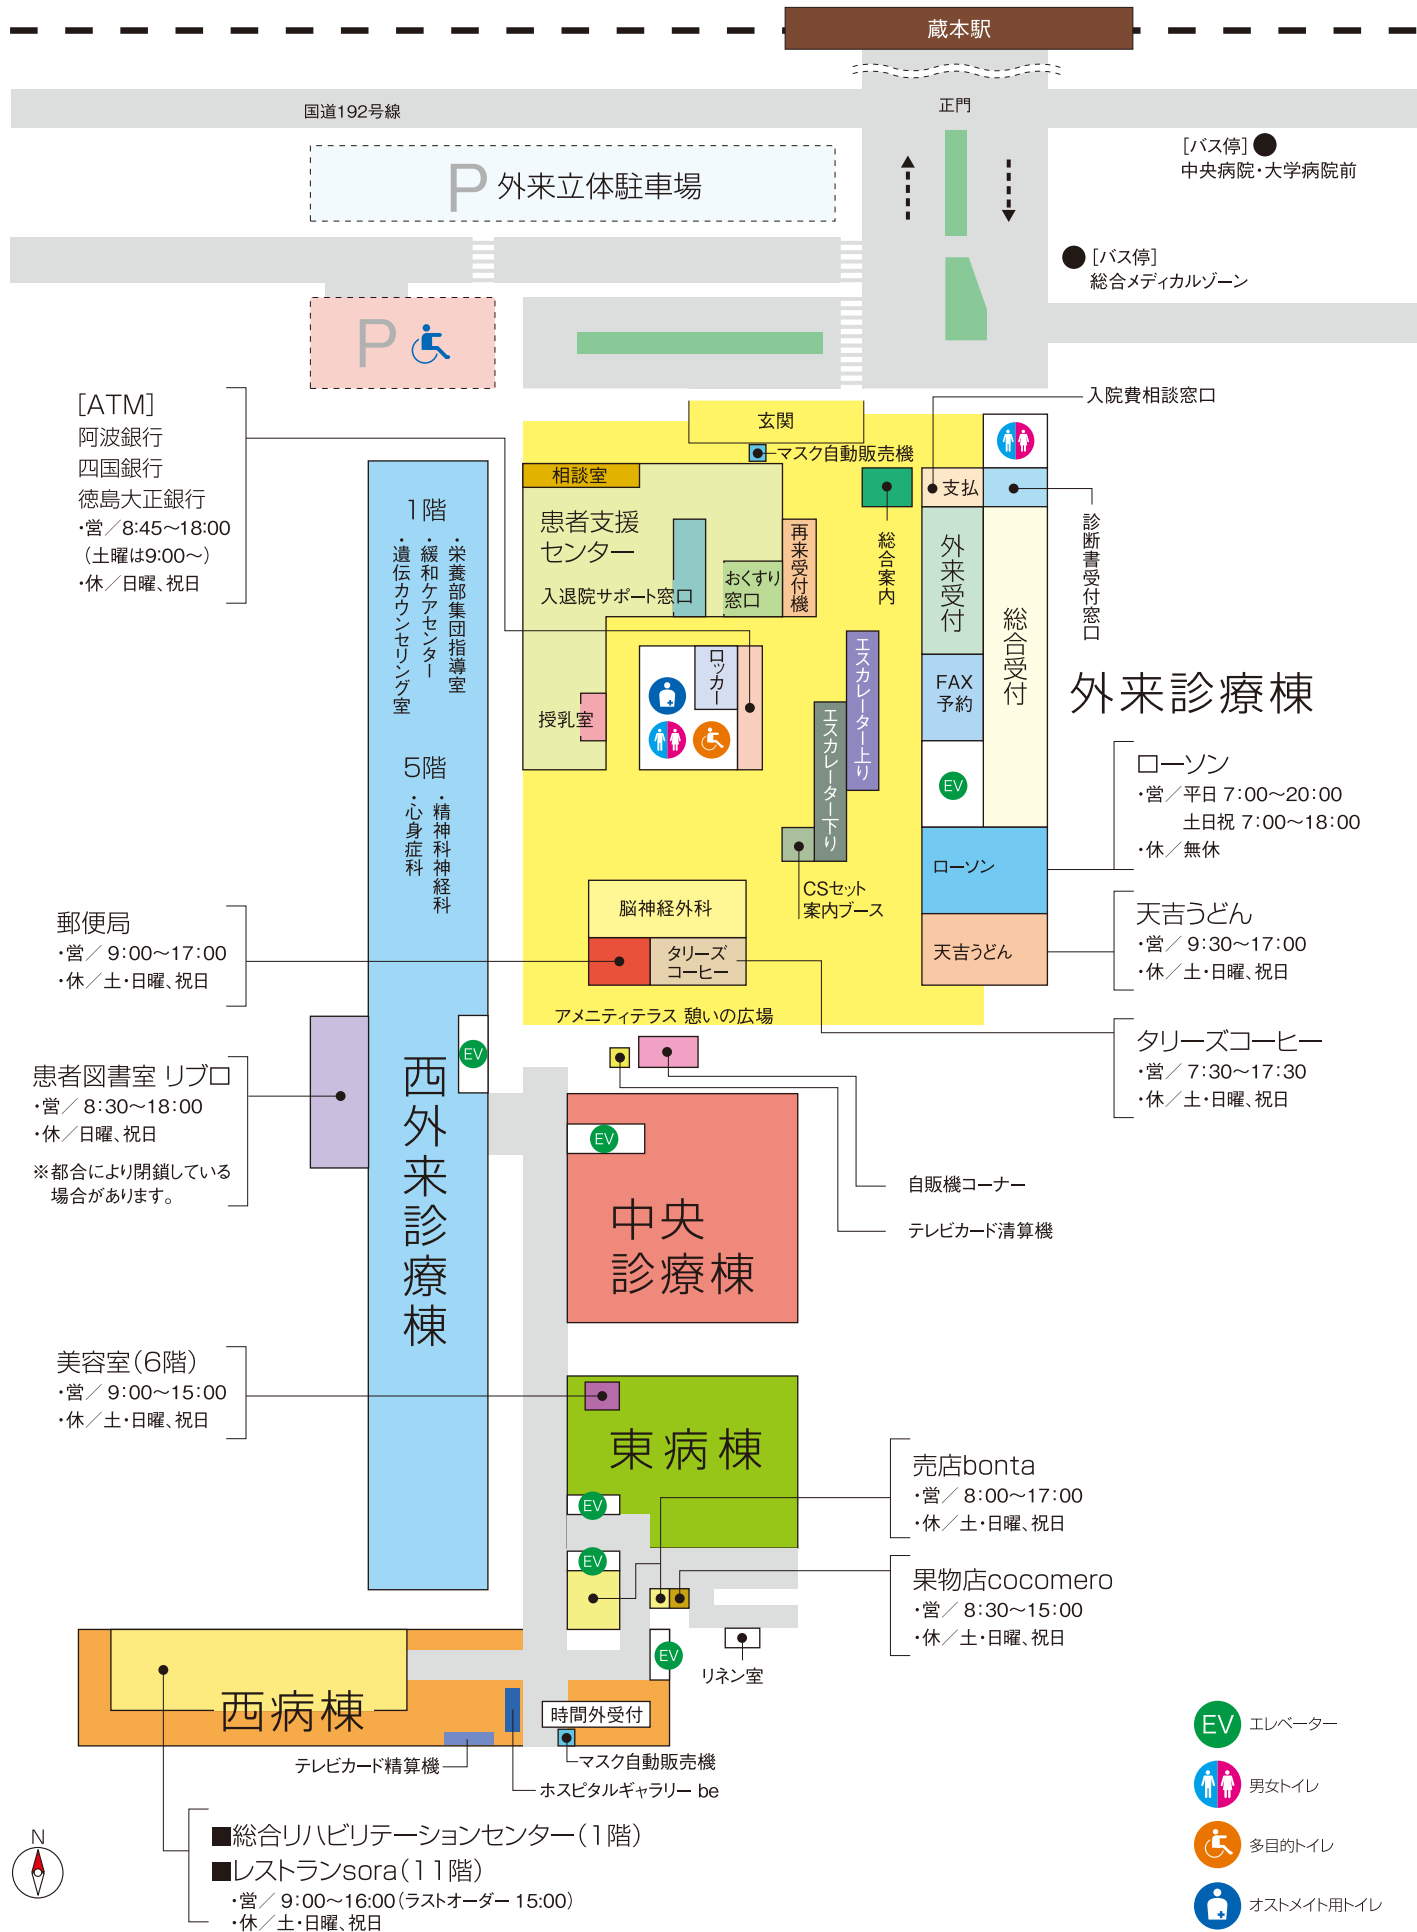 蔵本駅
国道192号線
正門
[バス停]
中央病院・大学病院前
P 外来立体駐車場
[バス停]
総合メディカルゾーン
P
入院費相談窓口
[ATM]
阿波銀行
四国銀行
徳島大正銀行
・営／8:45～18:00
（土曜は9:00～）
・休／日曜、祝日
玄関
マスク自動販売機
相談室
患者支援
センター
入退院サポート窓口
おくすり
窓口
再来受付機
総合案内
支払
外来受付
総合受付
診断書受付窓口
FAX
予約
EV
外来診療棟
ロッカー
授乳室
エスカレーター上り
エスカレーター下り
CSセット
案内ブース
1階
・栄養部集団指導室
・緩和ケアセンター
・遺伝カウンセリング室
5階
・精神科神経科
・心身症科
ローソン
・営／平日 7:00～20:00
土日祝 7:00～18:00
・休／無休
ローソン
天吉うどん
天吉うどん
・営／ 9:30～17:00
・休／土・日曜、祝日
脳神経外科
タリーズ
コーヒー
郵便局
・営／ 9:00～17:00
・休／土・日曜、祝日
アメニティテラス 憩いの広場
タリーズコーヒー
・営／ 7:30～17:30
・休／土・日曜、祝日
患者図書室 リブロ
・営／ 8:30～18:00
・休／日曜、祝日
※都合により閉鎖している
場合があります。
EV
西外来診療棟
EV
中央
診療棟
自販機コーナー
テレビカード清算機
美容室（6階）
・営／ 9:00～15:00
・休／土・日曜、祝日
東病棟
EV
EV
売店bonta
・営／ 8:00～17:00
・休／土・日曜、祝日
果物店cocomero
・営／ 8:30～15:00
・休／土・日曜、祝日
EV
リネン室
西病棟
時間外受付
マスク自動販売機
テレビカード精算機
ホスピタルギャラリー be
■総合リハビリテーションセンター（1階）
■レストランsora（11階）
・営／ 9:00～16:00（ラストオーダー 15:00）
・休／土・日曜、祝日
N
EV エレベーター
男女トイレ
多目的トイレ
オストメイト用トイレ